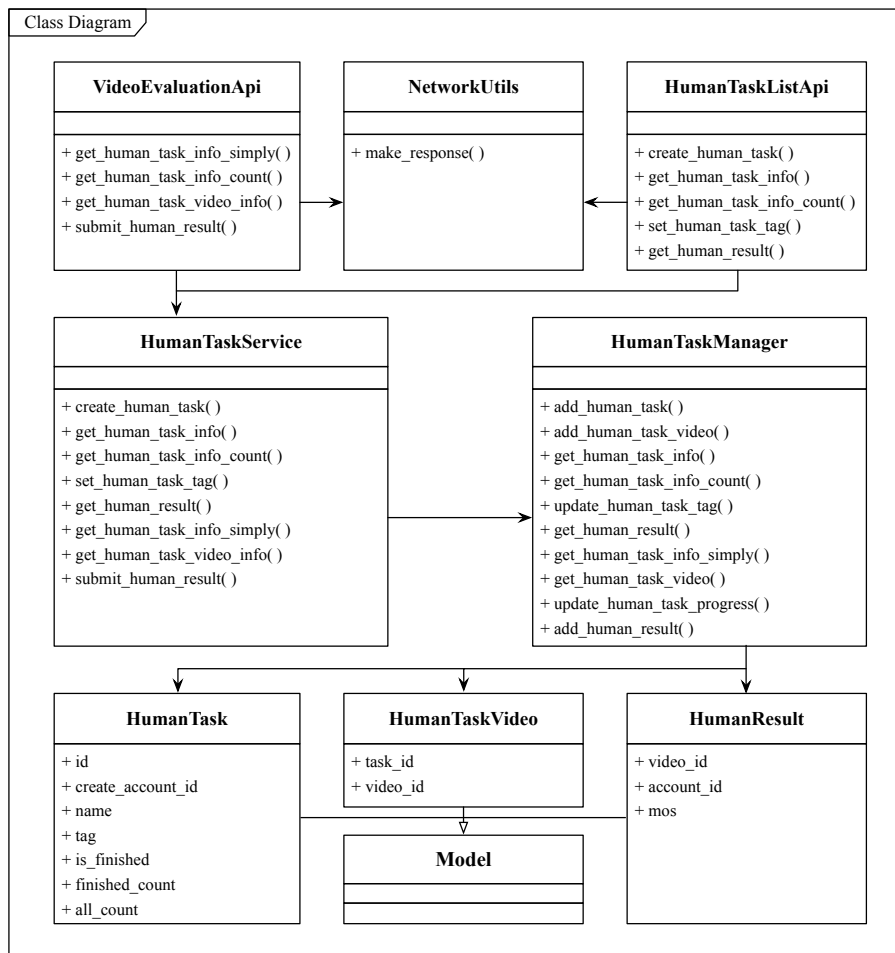 Class Diagram
VideoEvaluationApi
+ get_human_task_info_simply( )
+ get_human_task_info_count( )
+ get_human_task_video_info( )
+ submit_human_result( )
NetworkUtils
+ make_response( )
HumanTaskListApi
+ create_human_task( )
+ get_human_task_info( )
+ get_human_task_info_count( )
+ set_human_task_tag( )
+ get_human_result( )
HumanTaskService
+ create_human_task( )
+ get_human_task_info( )
+ get_human_task_info_count( )
+ set_human_task_tag( )
+ get_human_result( )
+ get_human_task_info_simply( )
+ get_human_task_video_info( )
+ submit_human_result( )
HumanTaskManager
+ add_human_task( )
+ add_human_task_video( )
+ get_human_task_info( )
+ get_human_task_info_count( )
+ update_human_task_tag( )
+ get_human_result( )
+ get_human_task_info_simply( )
+ get_human_task_video( )
+ update_human_task_progress( )
+ add_human_result( )
HumanTask
+ id
+ create_account_id
+ name
+ tag
+ is_finished
+ finished_count
+ all_count
HumanTaskVideo
+ task_id
+ video_id
HumanResult
+ video_id
+ account_id
+ mos
Model